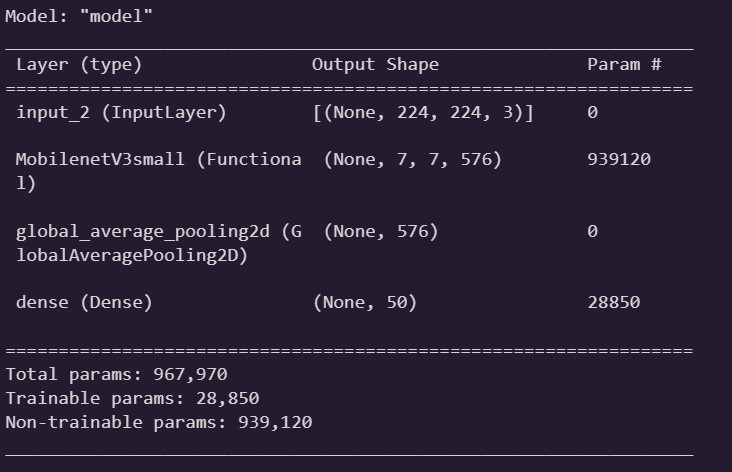 Model: "model"
Layer (type) Output Shape Param #
input_2 (InputLayer) [(None, 224, 224, 3)] 0
MobilenetV3small (Functiona (None, 7, 7, 576) 939120
l)
global_average_pooling2d (G (None, 576) 0
lobalAveragePooling2D)
dense (Dense) (None, 50) 28850
Total params: 967,970
Trainable params: 28,850
Non-trainable params: 939,120